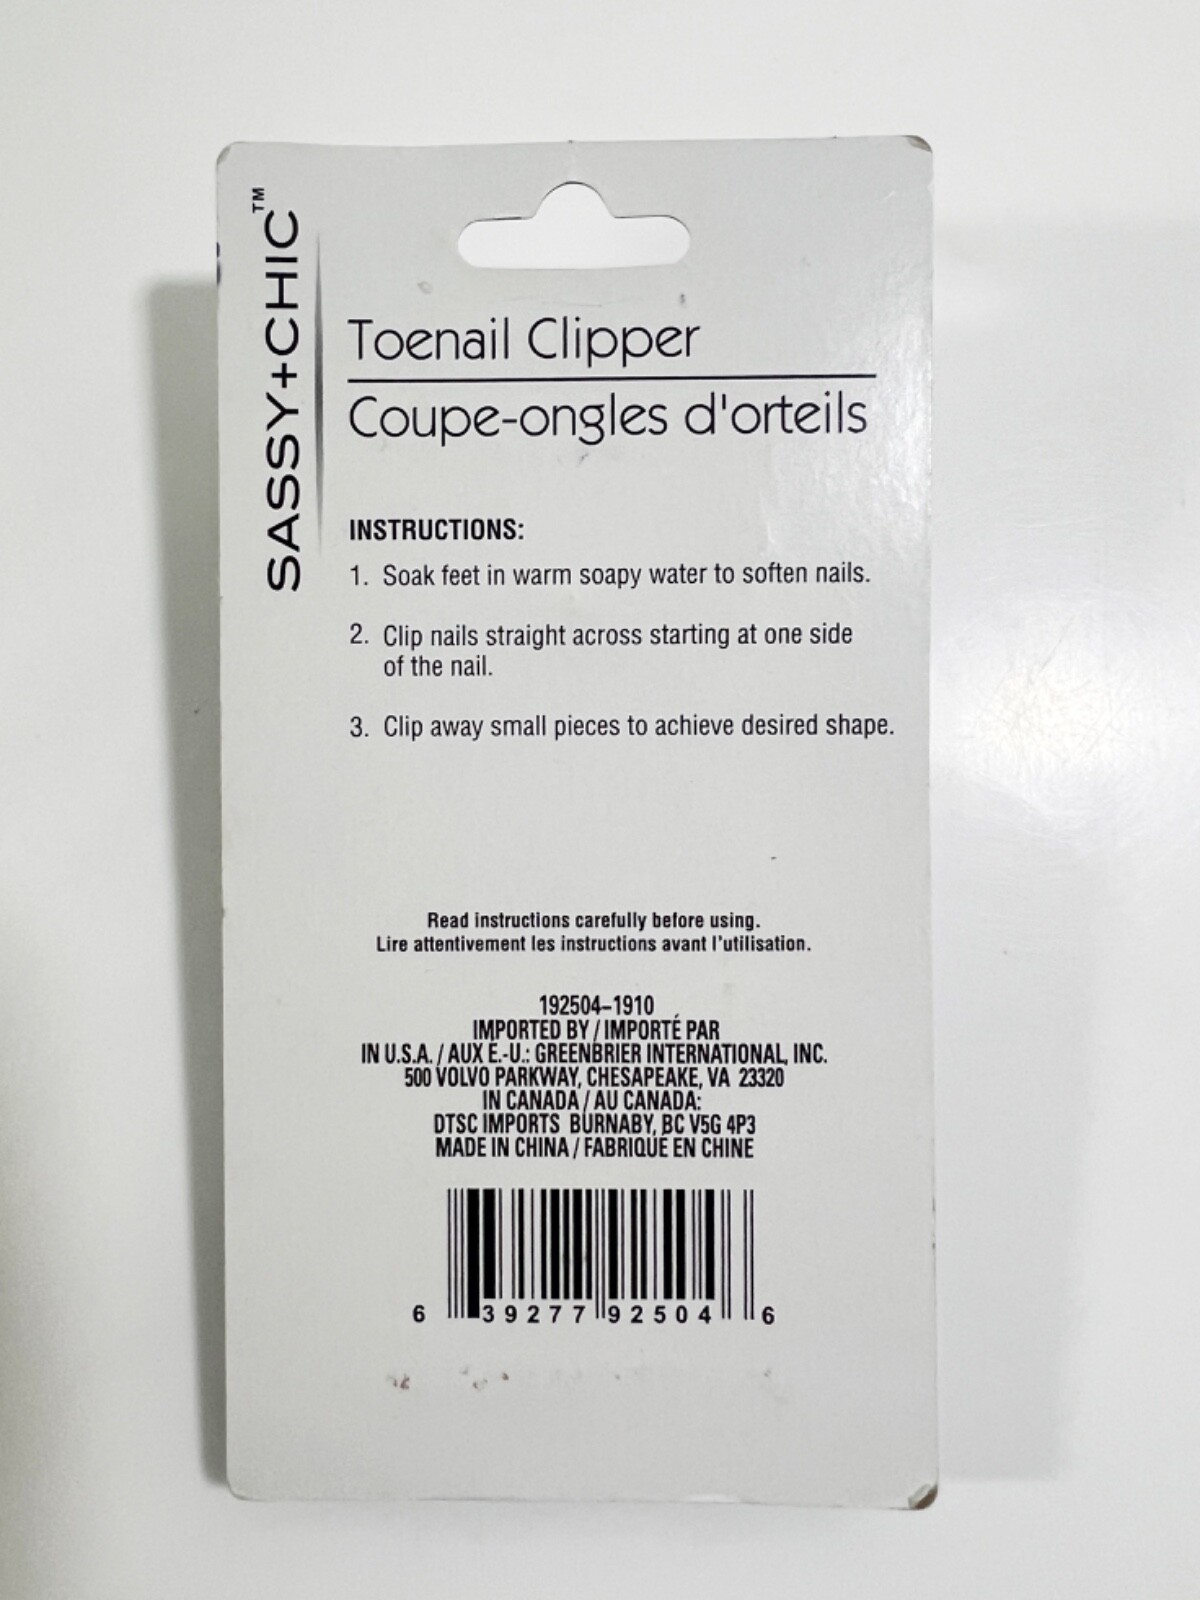 SASSY+CHIC™
Toenail Clipper
Coupe-ongles d'orteils
INSTRUCTIONS:
1. Soak feet in warm soapy water to soften nails.
2. Clip nails straight across starting at one side
of the nail.
3. Clip away small pieces to achieve desired shape.
Read instructions carefully before using.
Lire attentivement les instructions avant l'utilisation.
192504–1910
IMPORTED BY / IMPORTÉ PAR
IN U.S.A. / AUX É.-U.: GREENBRIER INTERNATIONAL, INC.
500 VOLVO PARKWAY, CHESAPEAKE, VA 23320
IN CANADA / AU CANADA:
DTSC IMPORTS BURNABY, BC V5G 4P3
MADE IN CHINA / FABRIQUÉ EN CHINE
6 39277 92504 6